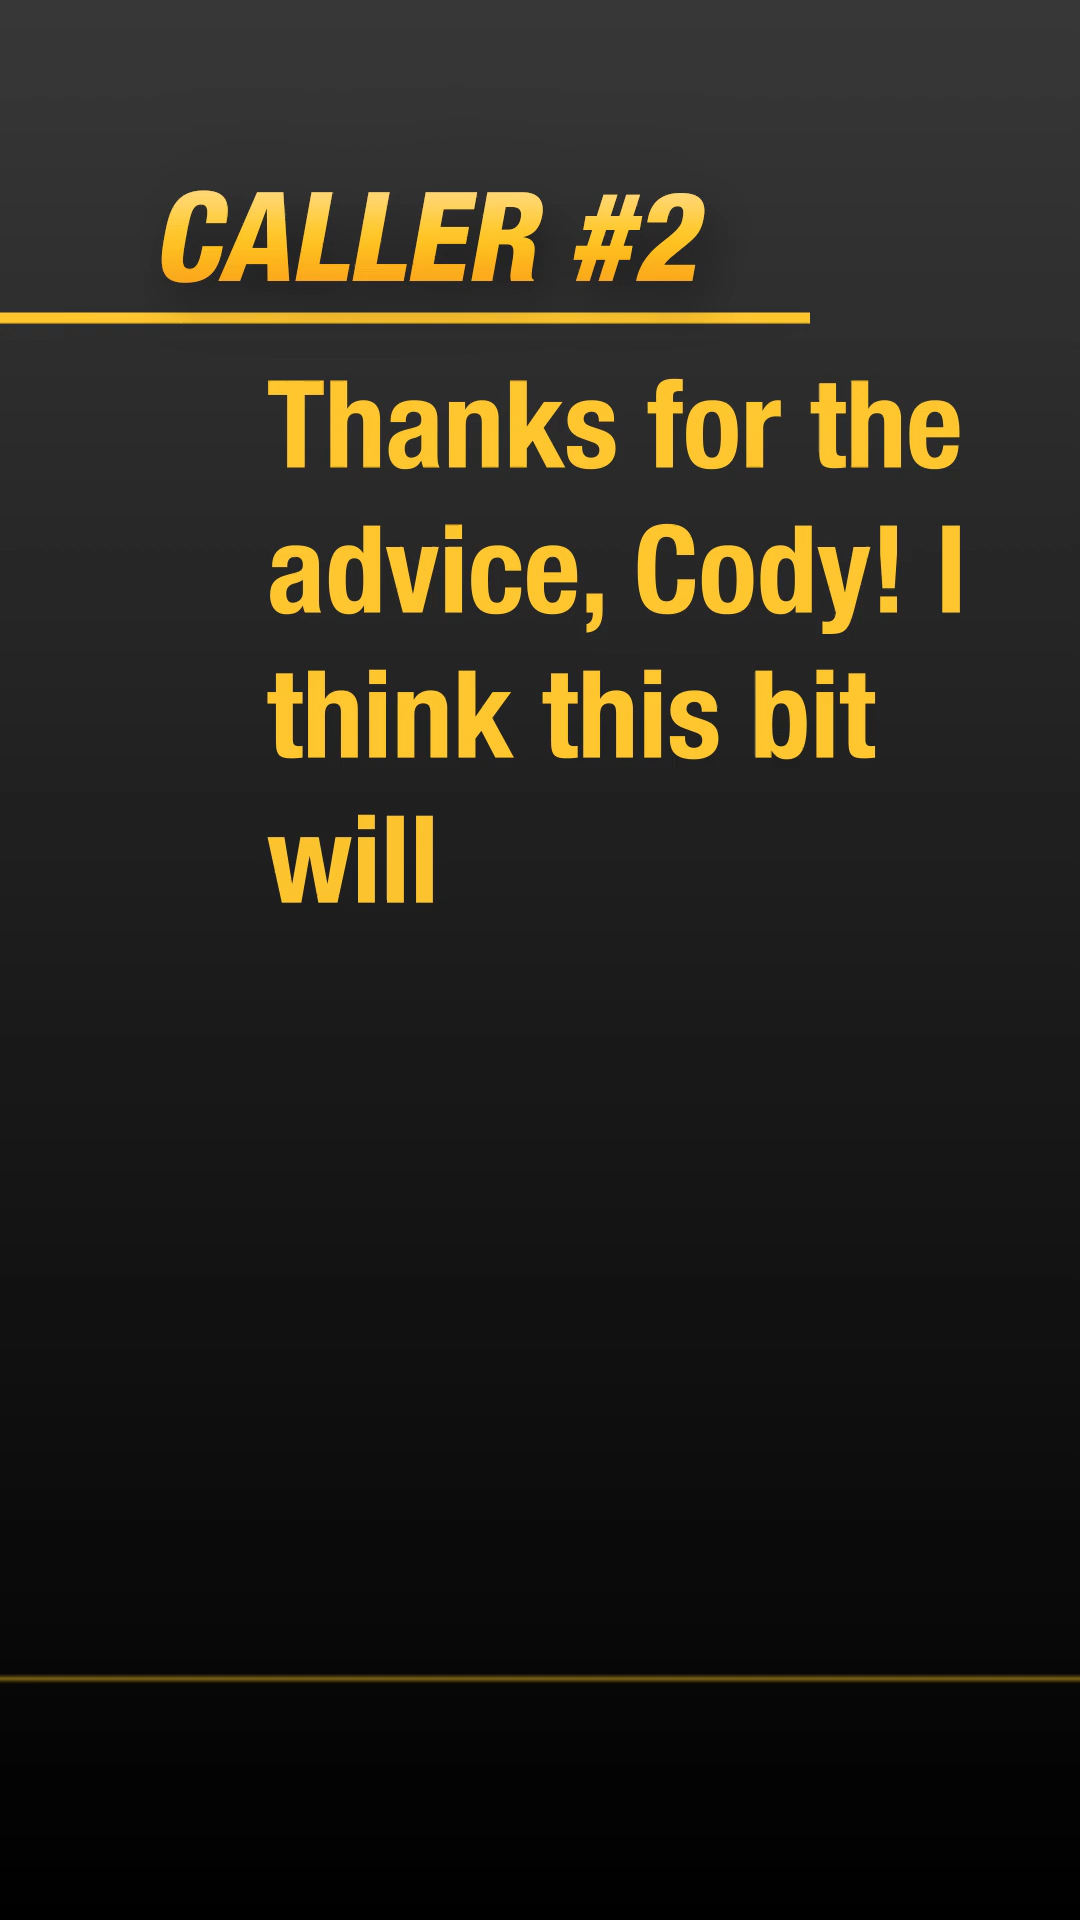 CALLER #2
Thanks for the
advice, Cody! I
think this bit
will